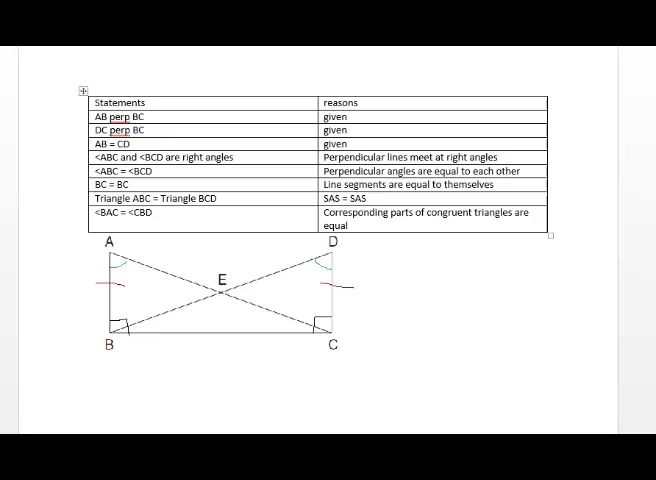 Statements reasons
AB perp BC given
DC perp BC given
AB = CD given
<ABC and <BCD are right angles Perpendicular lines meet at right angles
<ABC = <BCD Perpendicular angles are equal to each other
BC = BC Line segments are equal to themselves
Triangle ABC = Triangle BCD SAS = SAS
<BAC = <CBD Corresponding parts of congruent triangles are
equal
A D
E
B C